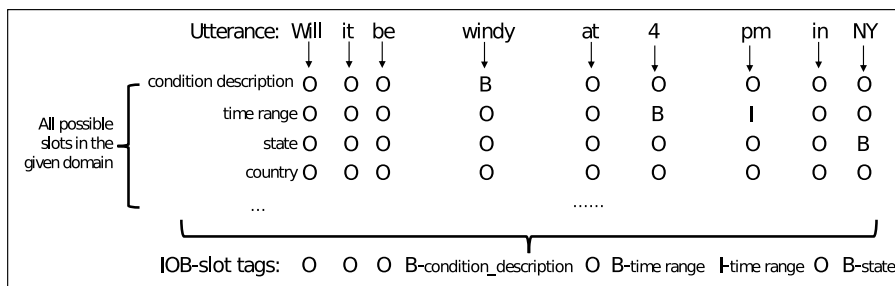 Utterance: Will it be windy at 4 pm in NY
condition description O O O B O O O O O
time range O O O O O B I O O
All possible
slots in the
given domain
state O O O O O O O O B
country O O O O O O O O O
... ......
IOB-slot tags: O O O B-condition_description O B-time range I-time range O B-state